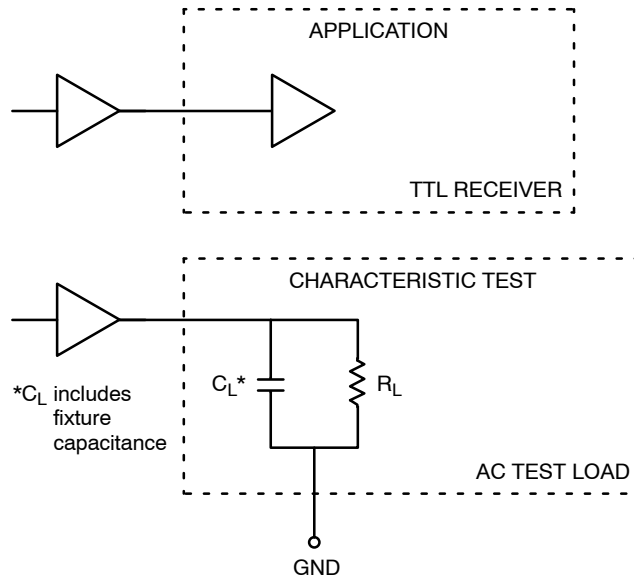 APPLICATION
TTL RECEIVER
CHARACTERISTIC TEST
*CL includes
fixture
capacitance
CL*
RL
AC TEST LOAD
GND